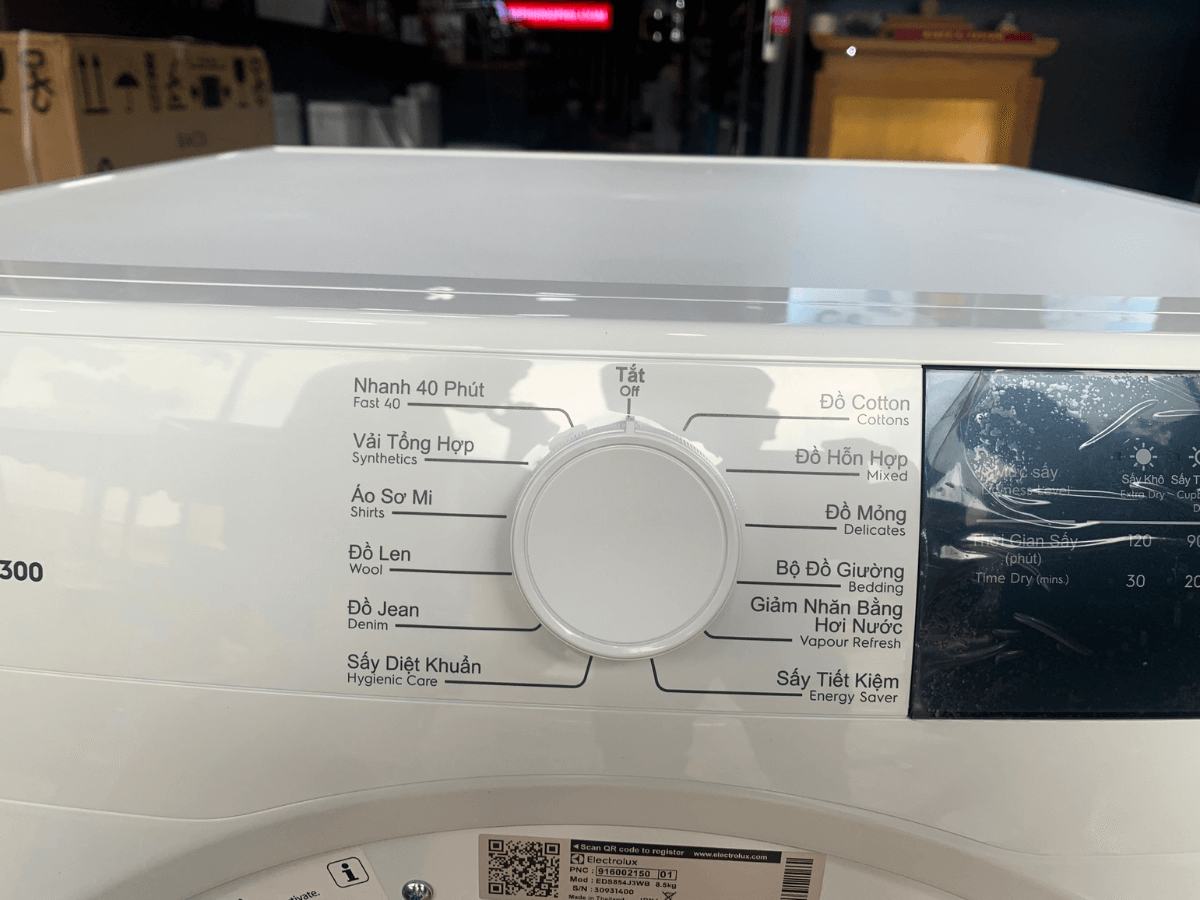 Tắt
Off
Nhanh 40 Phút
Fast 40
Vải Tổng Hợp
Synthetics
Áo Sơ Mi
Shirts
Đồ Len
Wool
Đồ Jean
Denim
Sấy Diệt Khuẩn
Hygienic Care
Đồ Cotton
Cottons
Đồ Hỗn Hợp
Mixed
Đồ Mỏng
Delicates
Bộ Đồ Giường
Bedding
Giảm Nhăn Bằng
Hơi Nước
Vapour Refresh
Sấy Tiết Kiệm
Energy Saver
300
Sấy Khô
Extra Dry
Thời Gian Sấy
(phút)
Time Dry (mins.)
120
30
Scan QR code to register www.electrolux.com
Electrolux
PNC : 916002150 01
Mod : EDS854J3WB 8.5kg
S/N : 30931400
Made in Thailand